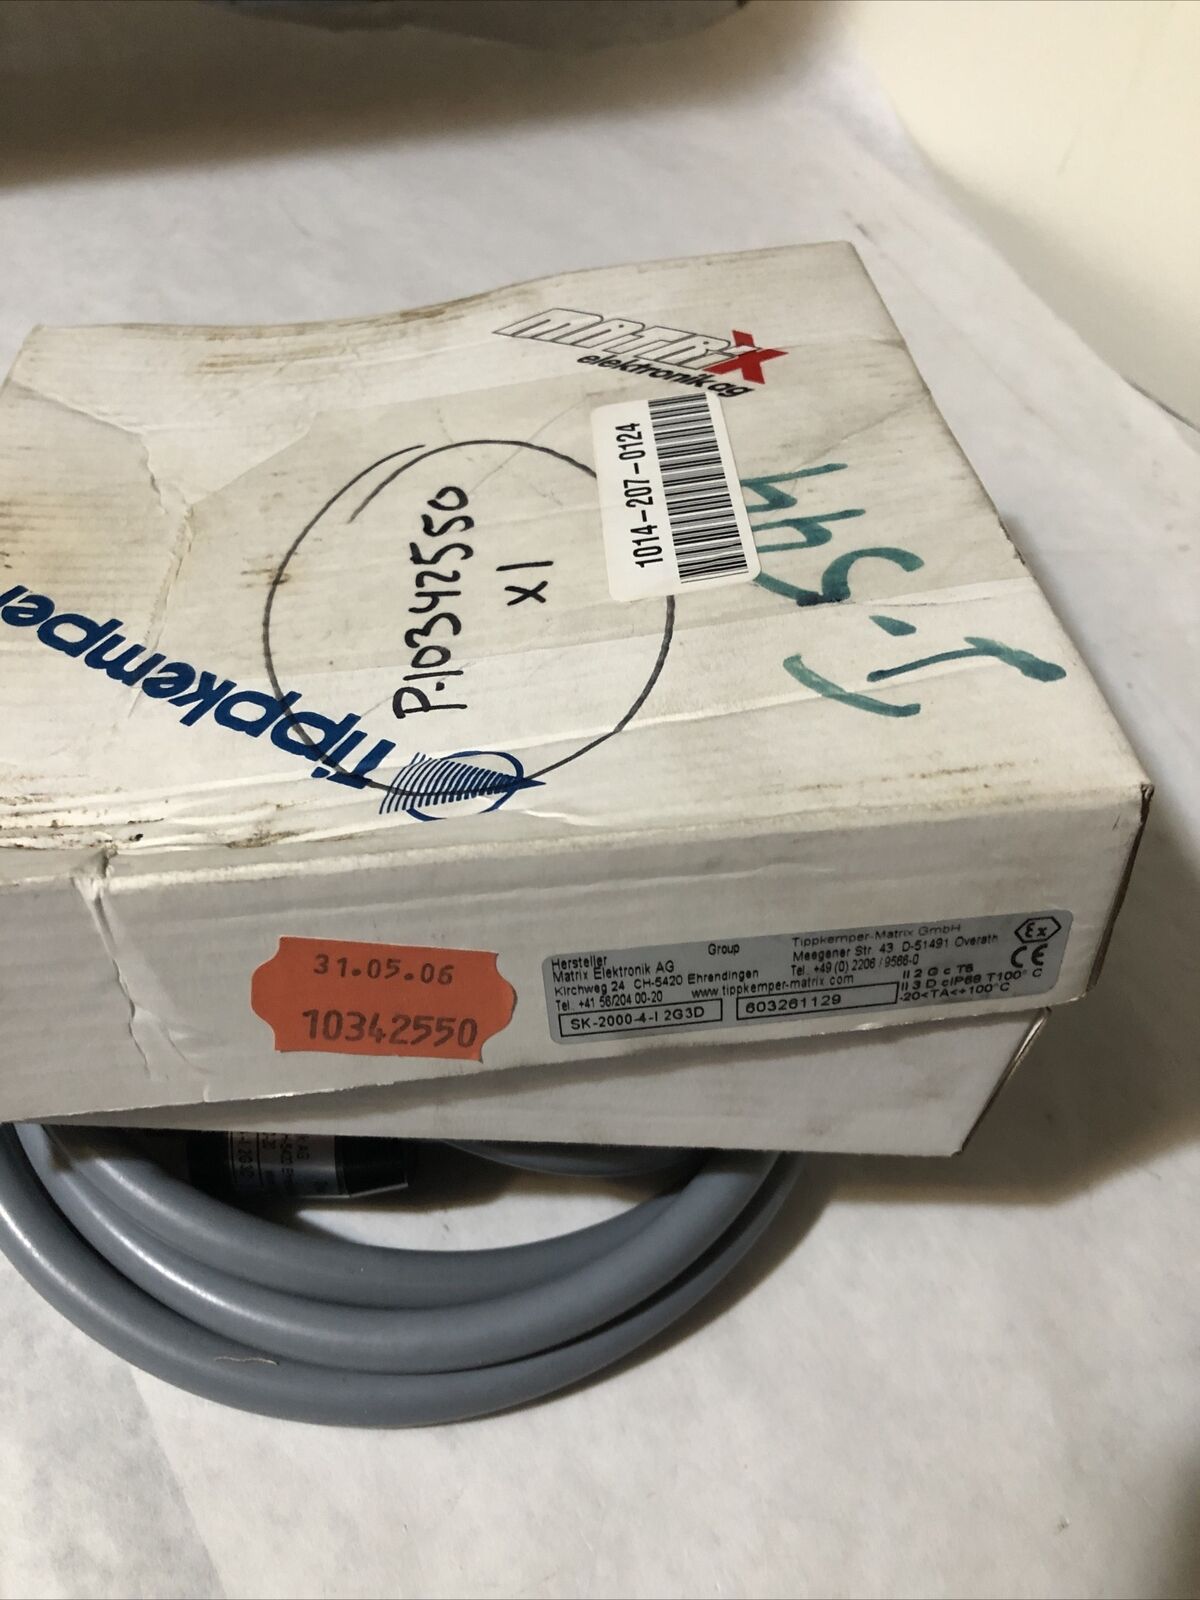 MATRIX
elektronik ag
1014-207-0124
P.10342550
x1
Tippkemper
31.05.06
10342550
Hersteller
Matrix Elektronik AG
Kirchweg 24 CH-5420 Ehrendingen
Tel. +41 56/204 00-20 www.tippkemper-matrix.com
Group
Tippkemper-Matrix GmbH
Meegener Str. 43 D-51491 Overath
Tel. +49 (0) 2206 / 9566-0
SK-2000-4-I 2G3D
603261129
II 2 G c T6
II 3 D cIP68 T100° C
-20<TA<+100°C
Ex
CE